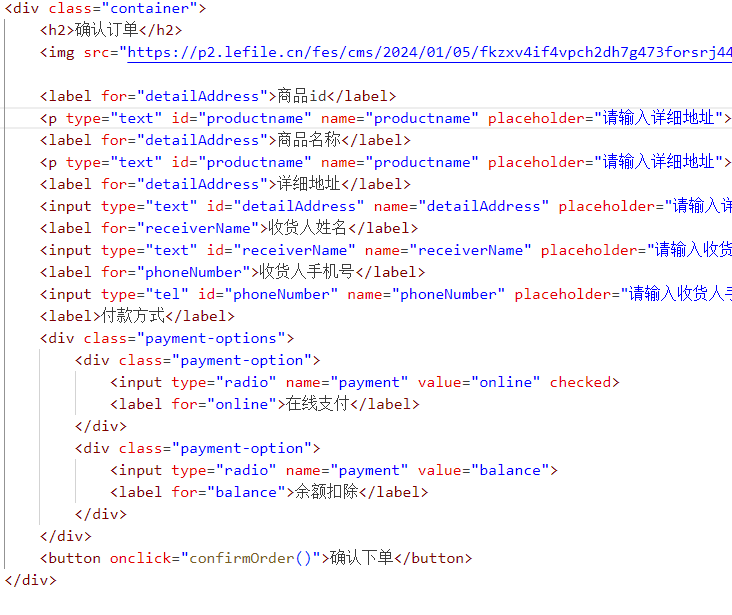 <div class="container">
<h2>确认订单</h2>
<img src="https://p2.lefile.cn/fes/cms/2024/01/05/fkzxv4if4vpch2dh7g473forsrj44
<label for="detailAddress">商品id</label>
<p type="text" id="productname" name="productname" placeholder="请输入详细地址">
<label for="detailAddress">商品名称</label>
<p type="text" id="productname" name="productname" placeholder="请输入详细地址">
<label for="detailAddress">详细地址</label>
<input type="text" id="detailAddress" name="detailAddress" placeholder="请输入详
<label for="receiverName">收货人姓名</label>
<input type="text" id="receiverName" name="receiverName" placeholder="请输入收货
<label for="phoneNumber">收货人手机号</label>
<input type="tel" id="phoneNumber" name="phoneNumber" placeholder="请输入收货人手
<label>付款方式</label>
<div class="payment-options">
<div class="payment-option">
<input type="radio" name="payment" value="online" checked>
<label for="online">在线支付</label>
</div>
<div class="payment-option">
<input type="radio" name="payment" value="balance">
<label for="balance">余额扣除</label>
</div>
</div>
<button onclick="confirmOrder()">确认下单</button>
</div>